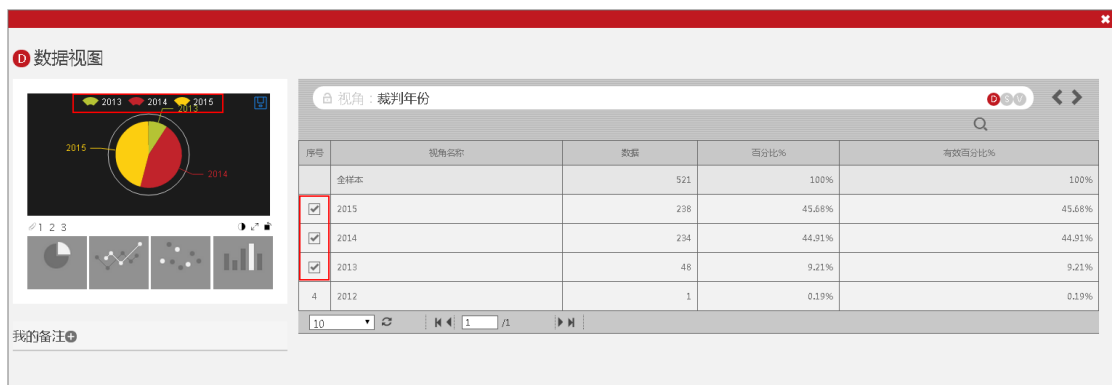 D 数据视图
2013 2014 2015
2013
2015
2014
1 2 3
我的备注
视角：裁判年份
D S V
序号 视角名称 数据 百分比% 有效百分比%
全样本 521 100% 100%
2015 238 45.68% 45.68%
2014 234 44.91% 44.91%
2013 48 9.21% 9.21%
4 2012 1 0.19% 0.19%
10 1 /1